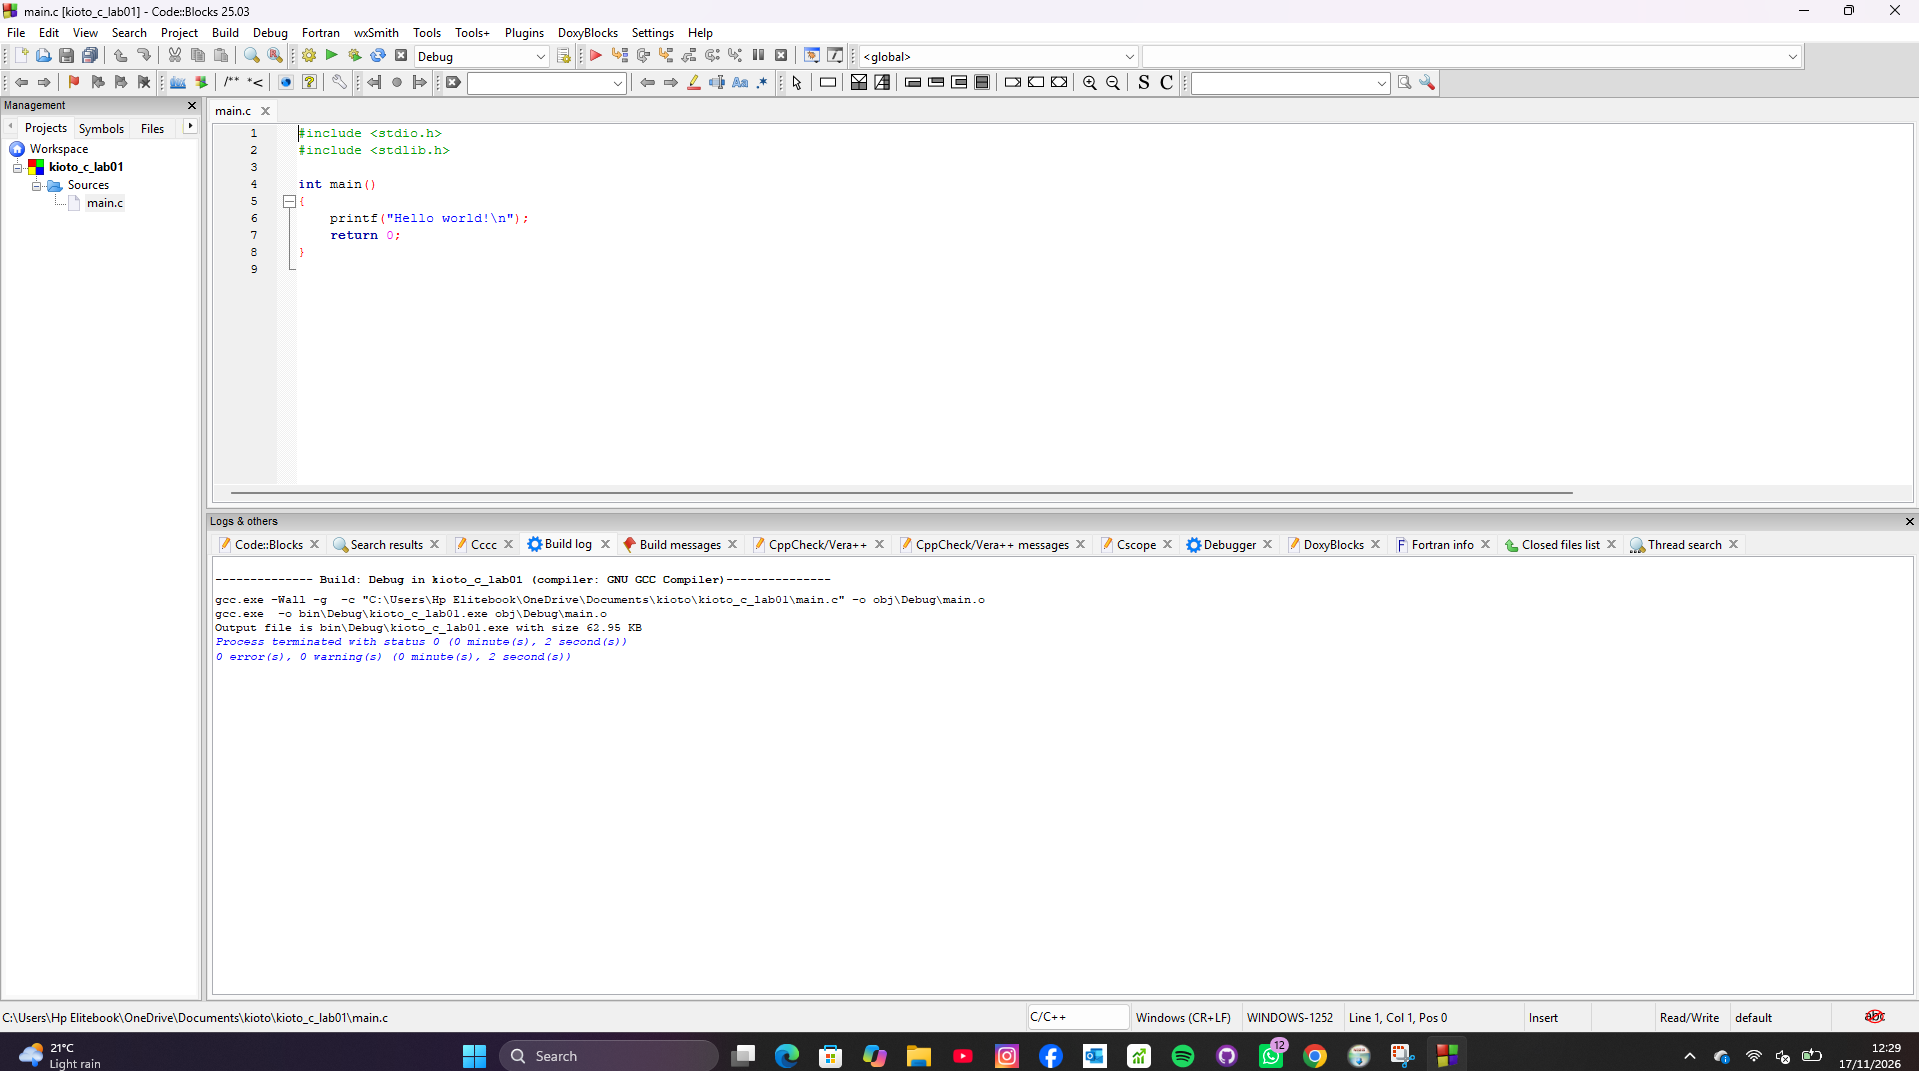 main.c [kioto_c_lab01] - Code::Blocks 25.03
File Edit View Search Project Build Debug Fortran wxSmith Tools Tools+ Plugins DoxyBlocks Settings Help
Debug
<global>
/** *<
Aa .*
S C
Management
Projects Symbols Files
Workspace
kioto_c_lab01
Sources
main.c
main.c
1 #include <stdio.h>
2 #include <stdlib.h>
3
4 int main()
5 {
6 printf("Hello world!\n");
7 return 0;
8 }
9
Logs & others
Code::Blocks Search results Cccc Build log Build messages CppCheck/Vera++ CppCheck/Vera++ messages Cscope Debugger DoxyBlocks Fortran info Closed files list Thread search
-------------- Build: Debug in kioto_c_lab01 (compiler: GNU GCC Compiler)---------------
gcc.exe -Wall -g  -c "C:\Users\Hp Elitebook\OneDrive\Documents\kioto\kioto_c_lab01\main.c" -o obj\Debug\main.o
gcc.exe  -o bin\Debug\kioto_c_lab01.exe obj\Debug\main.o
Output file is bin\Debug\kioto_c_lab01.exe with size 62.95 KB
Process terminated with status 0 (0 minute(s), 2 second(s))
0 error(s), 0 warning(s) (0 minute(s), 2 second(s))
C:\Users\Hp Elitebook\OneDrive\Documents\kioto\kioto_c_lab01\main.c C/C++ Windows (CR+LF) WINDOWS-1252 Line 1, Col 1, Pos 0 Insert Read/Write default abc
21°C
Light rain
Search
12
12:29
17/11/2026